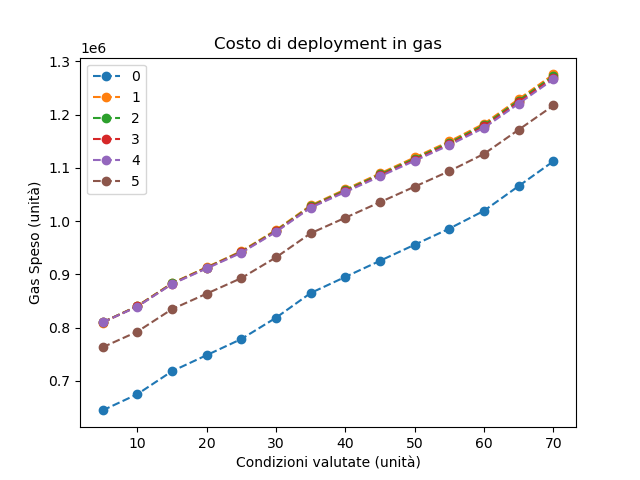 Costo di deployment in gas
1e6
1.3
1.2
1.1
1.0
0.9
0.8
0.7
Gas Speso (unità)
0
1
2
3
4
5
10 20 30 40 50 60 70
Condizioni valutate (unità)